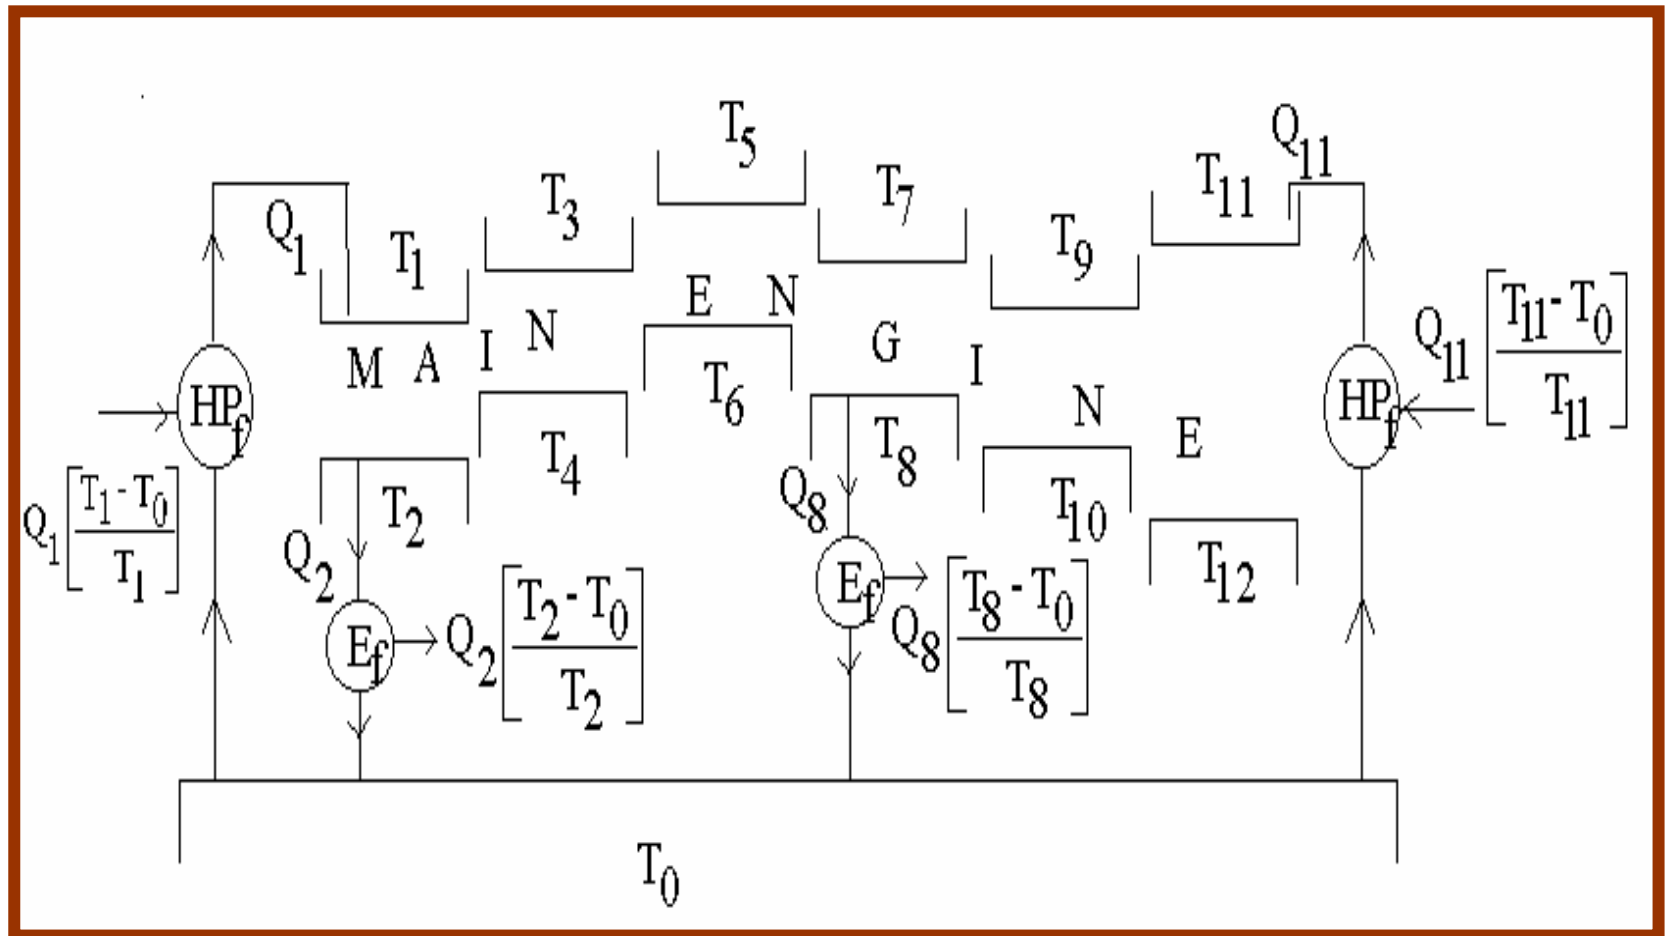 T5
Q11
T11
T7
T3
Q1
T1
T9
E N
N
I
G
I
M A
Q11 [T11-T0 / T11]
HPf
HPf
T6
N
E
T4
T8
Q1 [T1-T0 / T1]
T2
Q8
T10
Q2
T12
Ef
Q8 [T8-T0 / T8]
Ef
Q2 [T2-T0 / T2]
T0